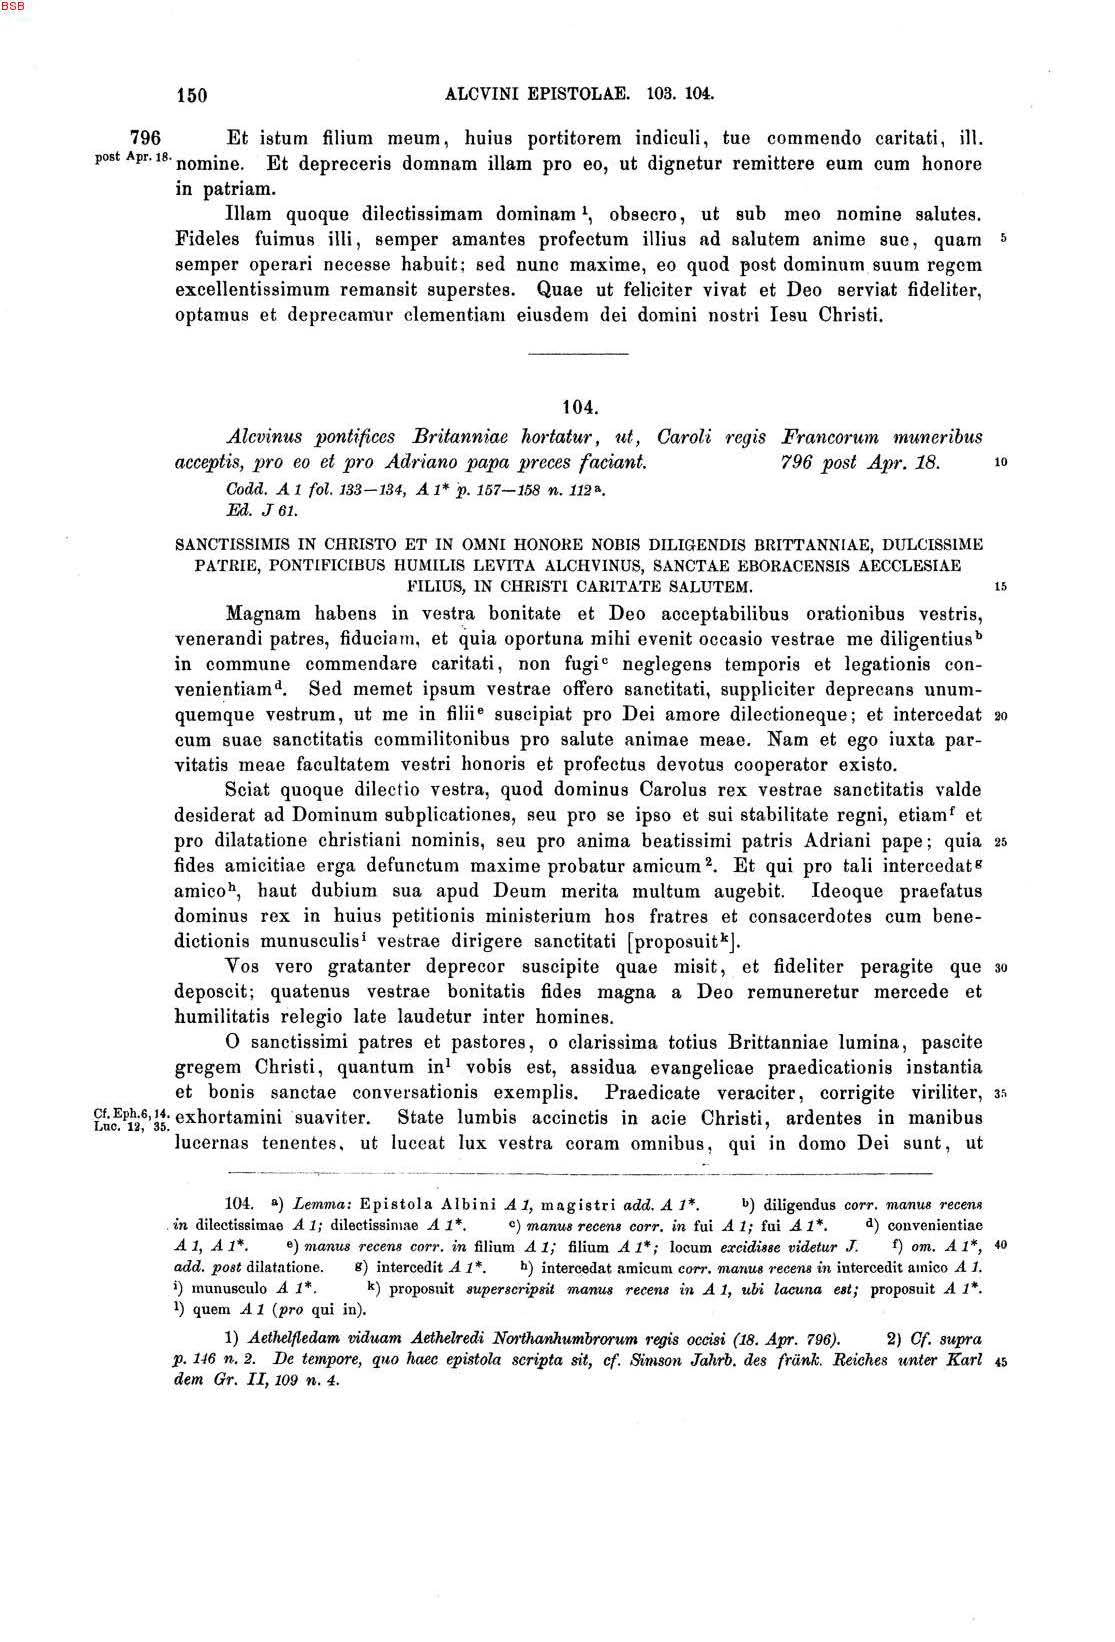 BSB
150 ALCVINI EPISTOLAE. 103. 104.
796 Et istum filium meum, huius portitorem indiculi, tue commendo caritati, ill.
post Apr. 18. nomine. Et depreceris domnam illam pro eo, ut dignetur remittere eum cum honore
in patriam.
Illam quoque dilectissimam dominam 1, obsecro, ut sub meo nomine salutes.
Fideles fuimus illi, semper amantes profectum illius ad salutem anime sue, quam 5
semper operari necesse habuit; sed nunc maxime, eo quod post dominum suum regem
excellentissimum remansit superstes. Quae ut feliciter vivat et Deo serviat fideliter,
optamus et deprecamur clementiam eiusdem dei domini nostri Iesu Christi.
104.
Alcvinus pontifices Britanniae hortatur, ut, Caroli regis Francorum muneribus
acceptis, pro eo et pro Adriano papa preces faciant. 796 post Apr. 18. 10
Codd. A 1 fol. 133—134, A 1* p. 157—158 n. 112 a.
Ed. J 61.
SANCTISSIMIS IN CHRISTO ET IN OMNI HONORE NOBIS DILIGENDIS BRITTANNIAE, DULCISSIME
PATRIE, PONTIFICIBUS HUMILIS LEVITA ALCHVINUS, SANCTAE EBORACENSIS AECCLESIAE
FILIUS, IN CHRISTI CARITATE SALUTEM. 15
Magnam habens in vestra bonitate et Deo acceptabilibus orationibus vestris,
venerandi patres, fiduciam, et quia oportuna mihi evenit occasio vestrae me diligentius b
in commune commendare caritati, non fugi c neglegens temporis et legationis con-
venientiam d. Sed memet ipsum vestrae offero sanctitati, suppliciter deprecans unum-
quemque vestrum, ut me in filii e suscipiat pro Dei amore dilectioneque; et intercedat 20
cum suae sanctitatis commilitonibus pro salute animae meae. Nam et ego iuxta par-
vitatis meae facultatem vestri honoris et profectus devotus cooperator existo.
Sciat quoque dilectio vestra, quod dominus Carolus rex vestrae sanctitatis valde
desiderat ad Dominum subplicationes, seu pro se ipso et sui stabilitate regni, etiam f et
pro dilatatione christiani nominis, seu pro anima beatissimi patris Adriani pape; quia 25
fides amicitiae erga defunctum maxime probatur amicum 2. Et qui pro tali intercedat g
amico h, haut dubium sua apud Deum merita multum augebit. Ideoque praefatus
dominus rex in huius petitionis ministerium hos fratres et consacerdotes cum bene-
dictionis munusculis i vestrae dirigere sanctitati [proposuit k].
Vos vero gratanter deprecor suscipite quae misit, et fideliter peragite que 30
deposcit; quatenus vestrae bonitatis fides magna a Deo remuneretur mercede et
humilitatis relegio late laudetur inter homines.
O sanctissimi patres et pastores, o clarissima totius Brittanniae lumina, pascite
gregem Christi, quantum in l vobis est, assidua evangelicae praedicationis instantia
et bonis sanctae conversationis exemplis. Praedicate veraciter, corrigite viriliter, 35
Cf. Eph. 6, 14. exhortamini suaviter. State lumbis accinctis in acie Christi, ardentes in manibus
Luc. 12, 35. lucernas tenentes, ut luceat lux vestra coram omnibus, qui in domo Dei sunt, ut
104. a) Lemma: Epistola Albini A 1, magistri add. A 1*. b) diligendus corr. manus recens
in dilectissimae A 1; dilectissimae A 1*. c) manus recens corr. in fui A 1; fui A 1*. d) convenientiae
A 1, A 1*. e) manus recens corr. in filium A 1; filium A 1*; locum excidisse videtur J. f) om. A 1*, 40
add. post dilatatione. g) intercedit A 1*. h) intercedat amicum corr. manus recens in intercedit amico A 1.
i) munusculo A 1*. k) proposuit superscripsit manus recens in A 1, ubi lacuna est; proposuit A 1*.
l) quem A 1 (pro qui in).
1) Aethelfledam viduam Aethelredi Northanhumbrorum regis occisi (18. Apr. 796). 2) Cf. supra
p. 146 n. 2. De tempore, quo haec epistola scripta sit, cf. Simson Jahrb. des fränk. Reiches unter Karl 45
dem Gr. II, 109 n. 4.